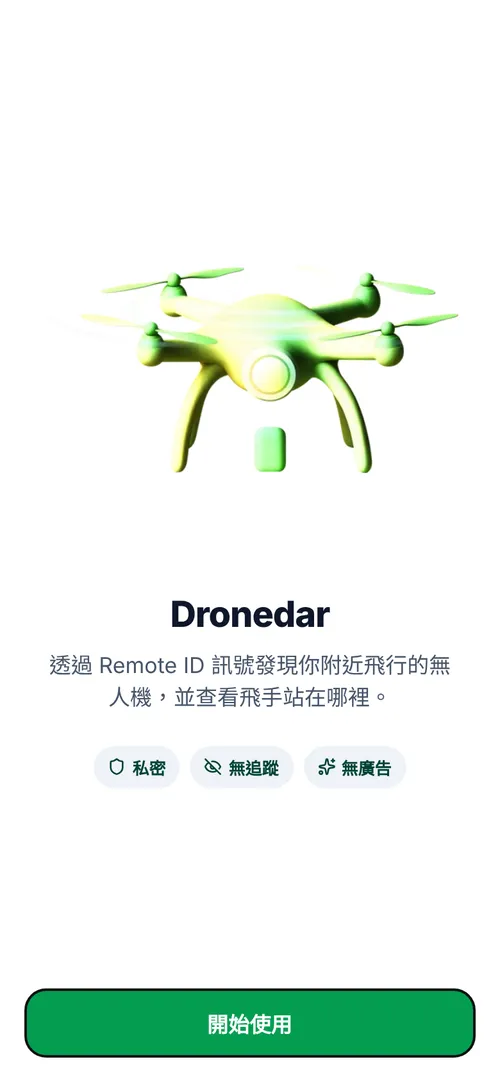 Dronedar
透過 Remote ID 訊號發現你附近飛行的無
人機，並查看飛手站在哪裡。
私密 無追蹤 無廣告
開始使用